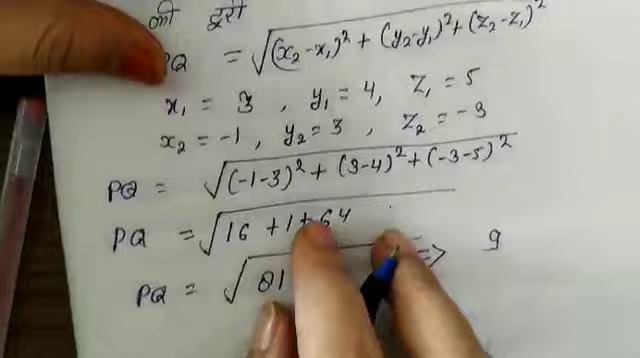 की दूरी
PQ = √(x₂-x₁)² + (y₂-y₁)² + (z₂-z₁)²
x₁ = 3 , y₁ = 4, z₁ = 5
x₂ = -1 , y₂ = 3 , z₂ = -3
PQ = √(-1-3)² + (3-4)² + (-3-5)²
PQ = √16 + 1 + 64
PQ = √81 => 9